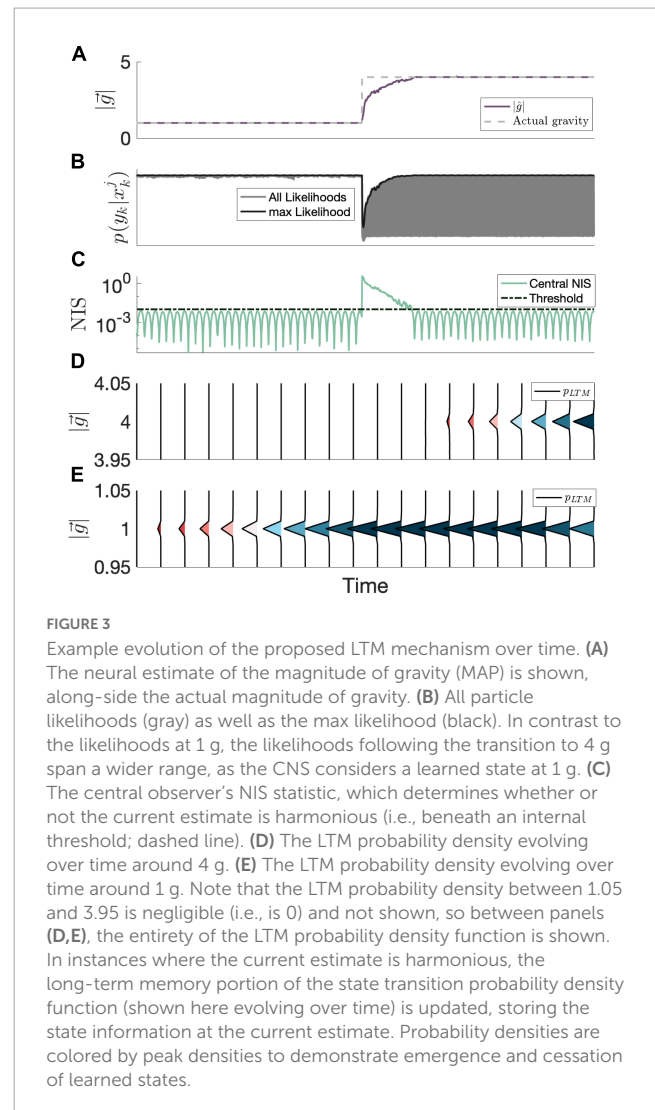 A
5
0
|g⃗|
|ĝ|
Actual gravity
B
p(y_k|x_k^j)
All Likelihoods
max Likelihood
C
10^0
10^-3
NIS
Central NIS
Threshold
D
4.05
4
3.95
|g⃗|
p_LTM
E
1.05
1
0.95
|g⃗|
p_LTM
Time
FIGURE 3
Example evolution of the proposed LTM mechanism over time. (A)
The neural estimate of the magnitude of gravity (MAP) is shown,
along-side the actual magnitude of gravity. (B) All particle
likelihoods (gray) as well as the max likelihood (black). In contrast to
the likelihoods at 1 g, the likelihoods following the transition to 4 g
span a wider range, as the CNS considers a learned state at 1 g. (C)
The central observer's NIS statistic, which determines whether or
not the current estimate is harmonious (i.e., beneath an internal
threshold; dashed line). (D) The LTM probability density evolving
over time around 4 g. (E) The LTM probability density evolving over
time around 1 g. Note that the LTM probability density between 1.05
and 3.95 is negligible (i.e., is 0) and not shown, so between panels
(D,E), the entirety of the LTM probability density function is shown.
In instances where the current estimate is harmonious, the
long-term memory portion of the state transition probability density
function (shown here evolving over time) is updated, storing the
state information at the current estimate. Probability densities are
colored by peak densities to demonstrate emergence and cessation
of learned states.